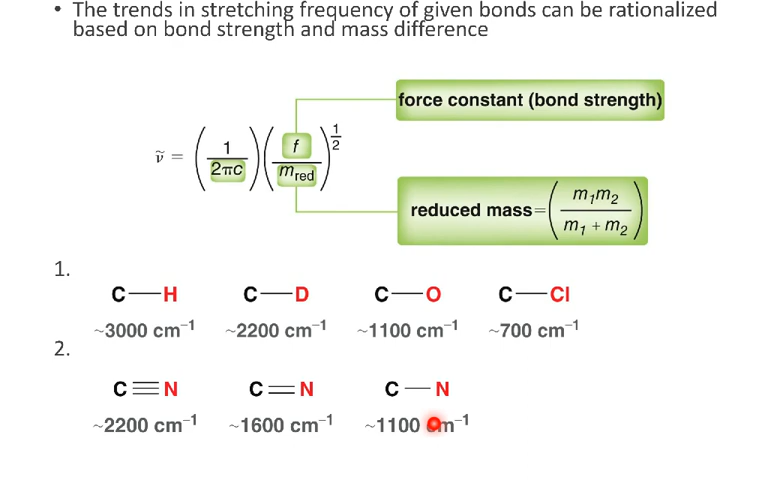 • The trends in stretching frequency of given bonds can be rationalized
based on bond strength and mass difference
force constant (bond strength)
ṽ = (1/2πc)(f/m_red)^1/2
reduced mass=(m₁m₂/m₁ + m₂)
1.
C—H C—D C—O C—Cl
~3000 cm⁻¹ ~2200 cm⁻¹ ~1100 cm⁻¹ ~700 cm⁻¹
2.
C≡N C=N C—N
~2200 cm⁻¹ ~1600 cm⁻¹ ~1100 cm⁻¹